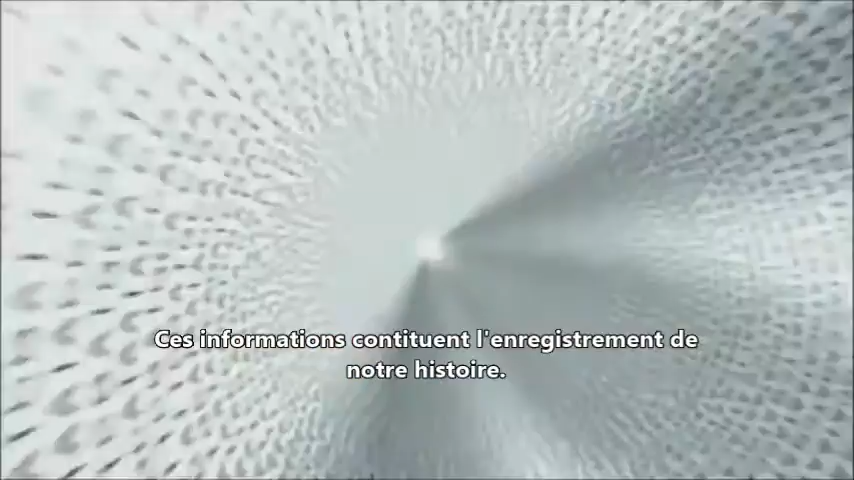 Ces informations contituent l'enregistrement de
notre histoire.